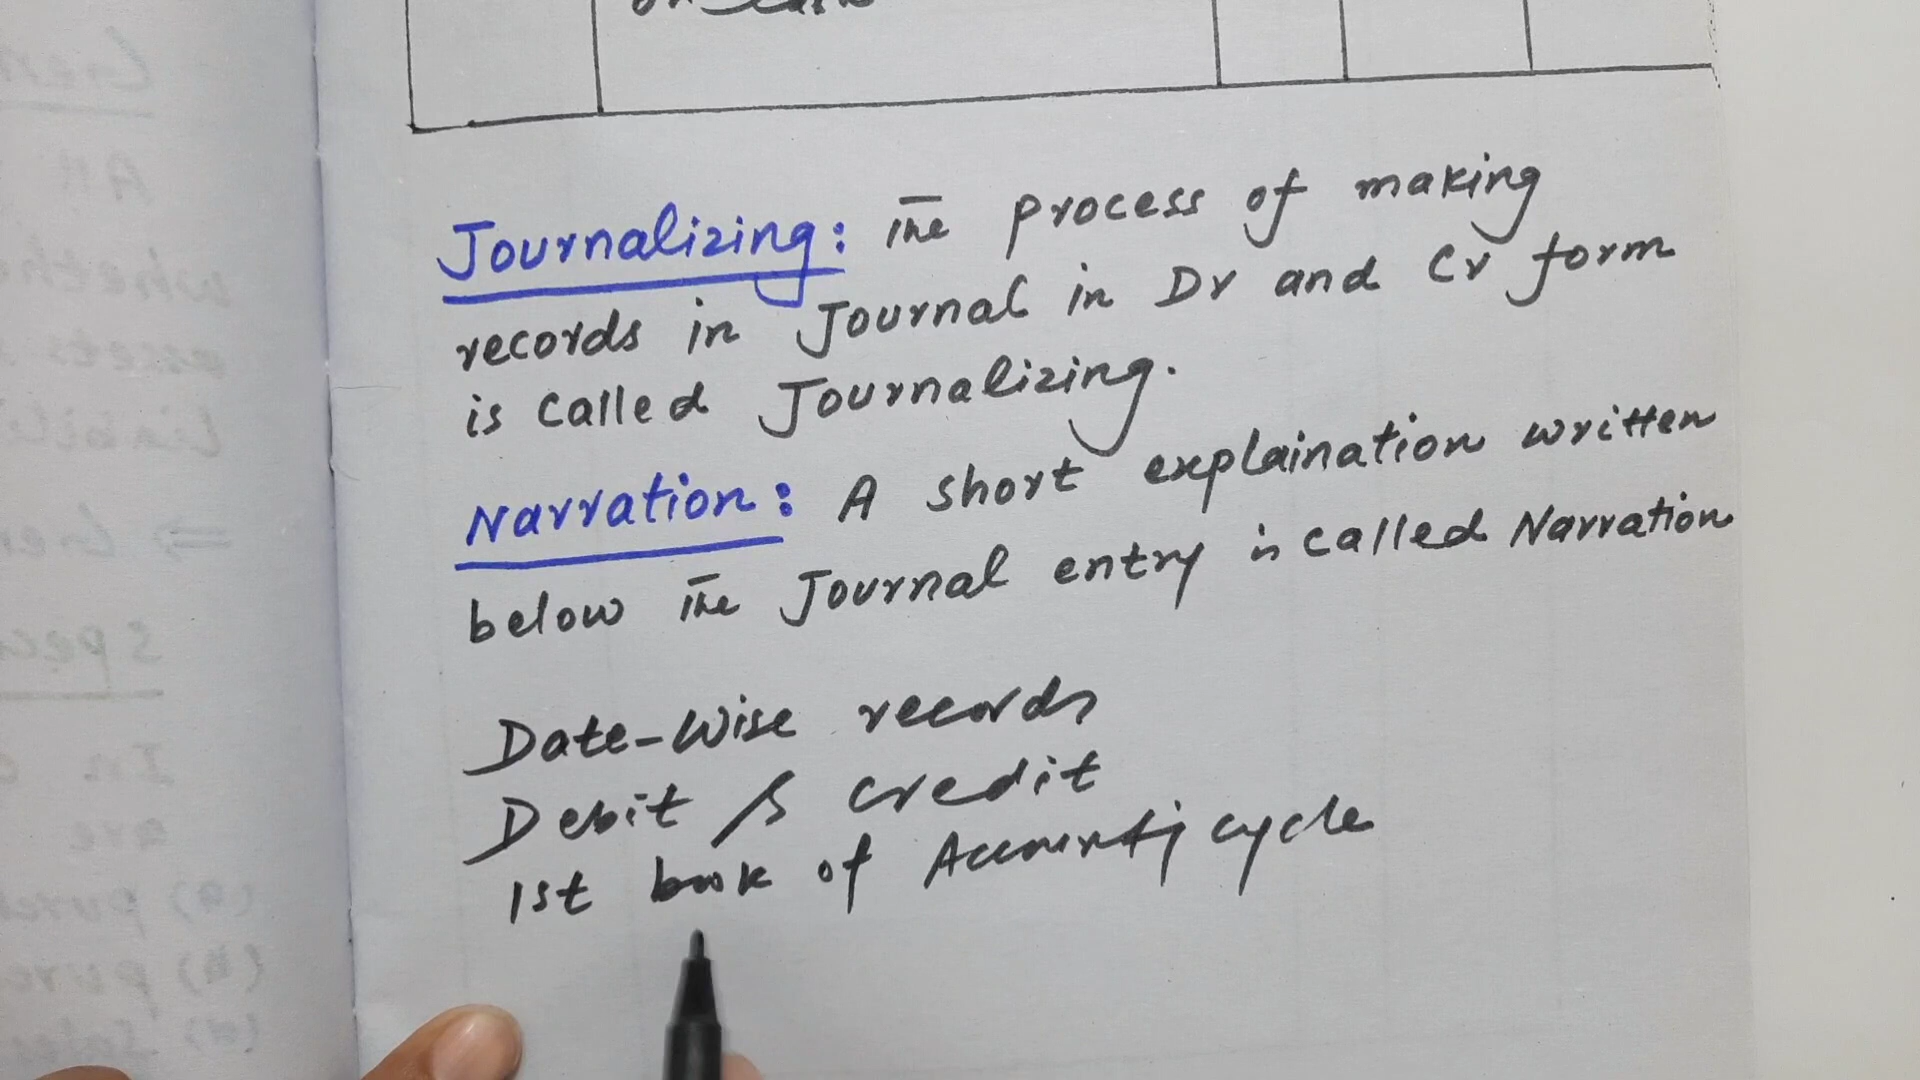 Journalizing: The process of making
records in Journal in Dr and Cr form
is called Journalizing.
Narration: A short explaination written
below the Journal entry is called Narration
Date-Wise records
Debit & credit
1st book of Accounting cycle